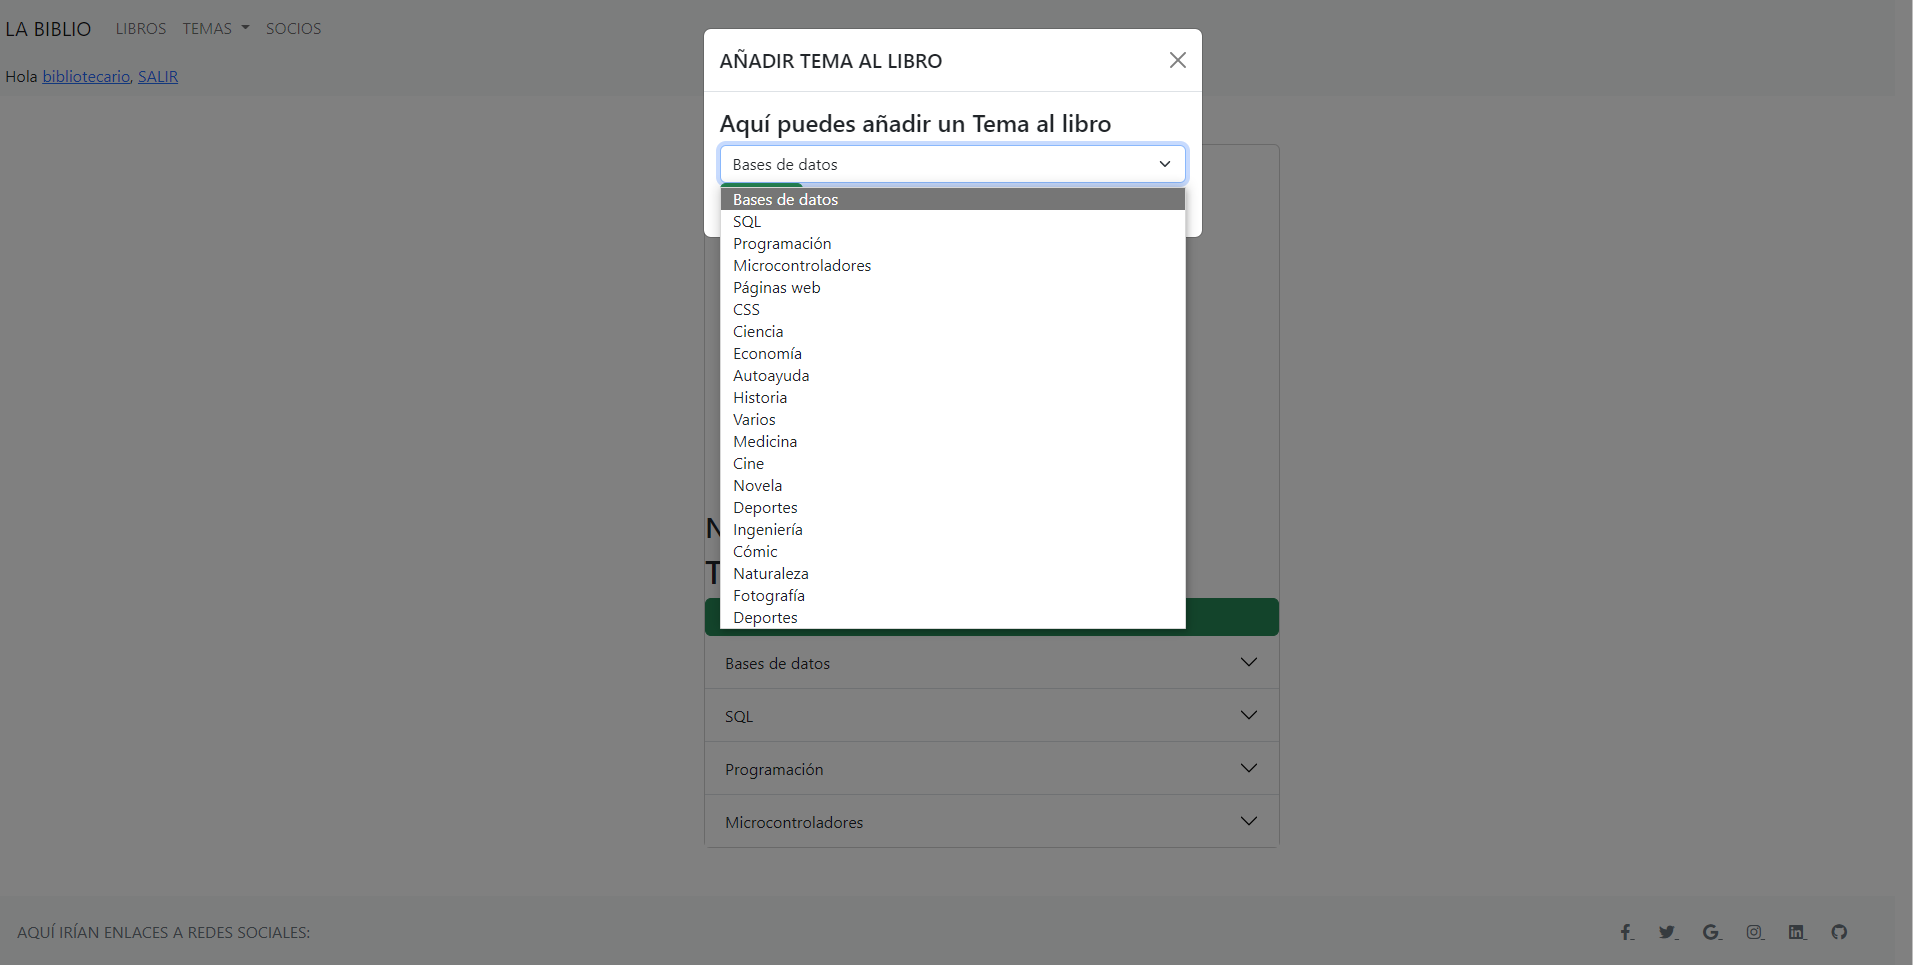 LA BIBLIO LIBROS TEMAS SOCIOS
Hola bibliotecario, SALIR
AÑADIR TEMA AL LIBRO
Aquí puedes añadir un Tema al libro
Bases de datos
Bases de datos
SQL
Programación
Microcontroladores
Páginas web
CSS
Ciencia
Economía
Autoayuda
Historia
Varios
Medicina
Cine
Novela
Deportes
Ingeniería
Cómic
Naturaleza
Fotografía
Deportes
Bases de datos
SQL
Programación
Microcontroladores
AQUÍ IRÍAN ENLACES A REDES SOCIALES: